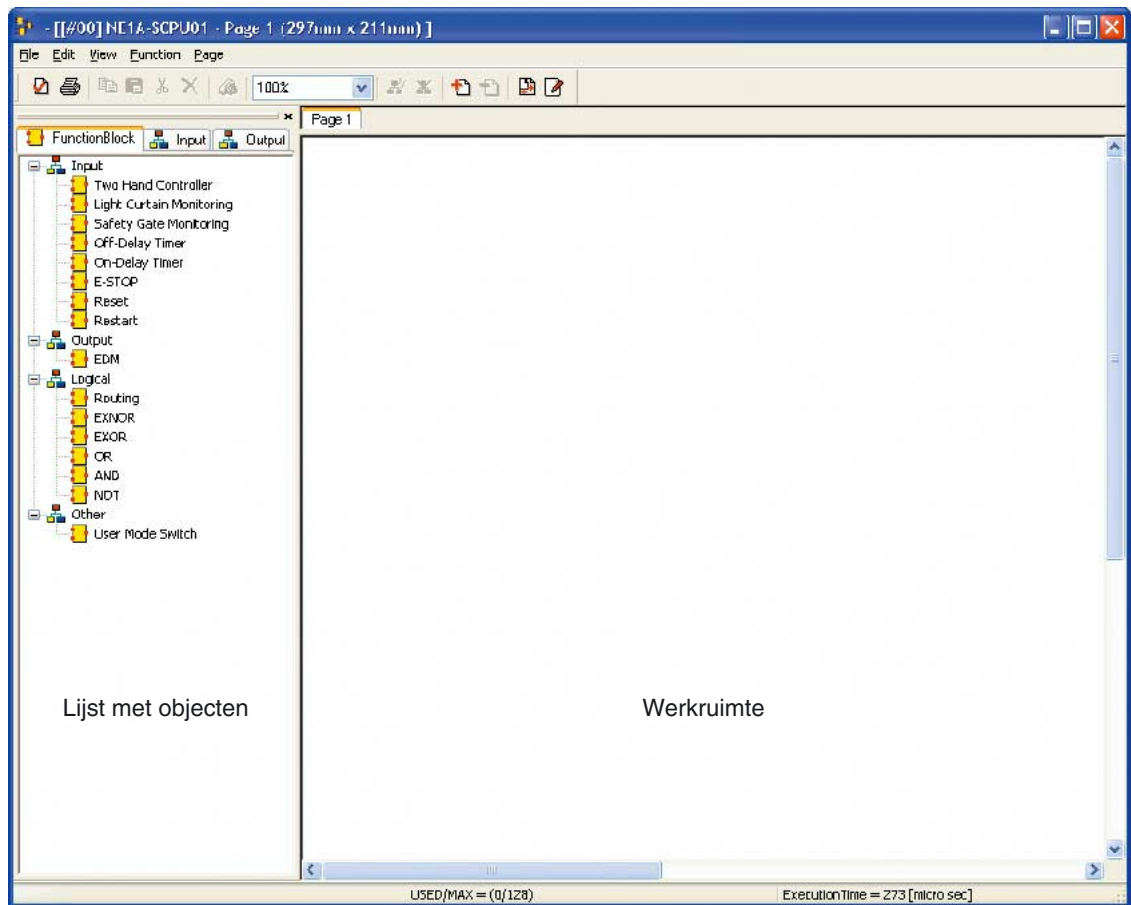 - [[#00] NE1A-SCPU01 - Page 1 (297mm x 211mm) ]
File Edit View Function Page
100%
Page 1
FunctionBlock Input Output
Input
Two Hand Controller
Light Curtain Monitoring
Safety Gate Monitoring
Off-Delay Timer
On-Delay Timer
E-STOP
Reset
Restart
Output
EDM
Logical
Routing
EXNOR
EXOR
OR
AND
NOT
Other
User Mode Switch
Lijst met objecten
Werkruimte
USED/MAX = (0/128)
ExecutionTime = 273 [micro sec]